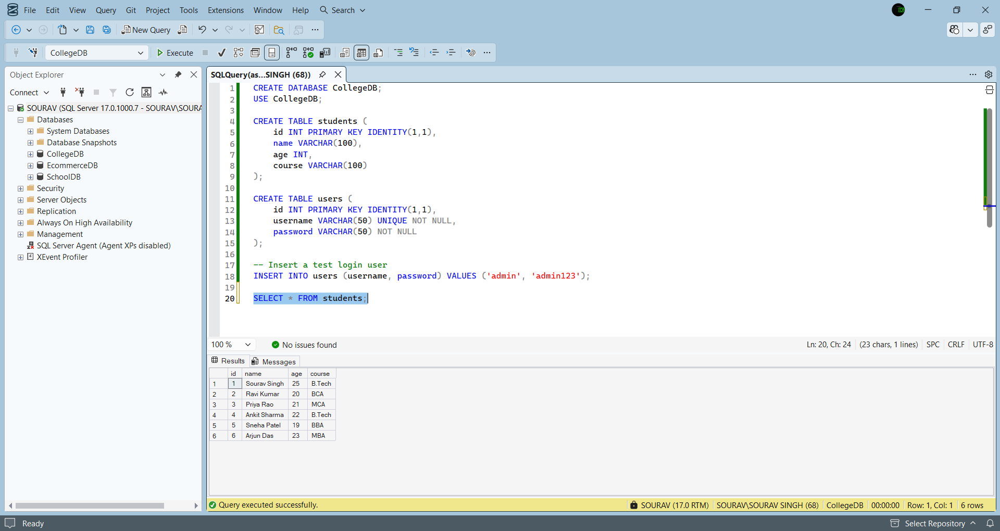 File Edit View Query Git Project Tools Extensions Window Help Search
New Query
CollegeDB Execute
Object Explorer
Connect
SOURAV (SQL Server 17.0.1000.7 - SOURAV\SOURA
Databases
System Databases
Database Snapshots
CollegeDB
EcommerceDB
SchoolDB
Security
Server Objects
Replication
Always On High Availability
Management
SQL Server Agent (Agent XPs disabled)
XEvent Profiler
SQLQuery(as...SINGH (68))
1 CREATE DATABASE CollegeDB;
2 USE CollegeDB;
3
4 CREATE TABLE students (
5 id INT PRIMARY KEY IDENTITY(1,1),
6 name VARCHAR(100),
7 age INT,
8 course VARCHAR(100)
9 );
10
11 CREATE TABLE users (
12 id INT PRIMARY KEY IDENTITY(1,1),
13 username VARCHAR(50) UNIQUE NOT NULL,
14 password VARCHAR(50) NOT NULL
15 );
16
17 -- Insert a test login user
18 INSERT INTO users (username, password) VALUES ('admin', 'admin123');
19
20 SELECT * FROM students;
100 % No issues found Ln: 20, Ch: 24 (23 chars, 1 lines) SPC CRLF UTF-8
Results Messages
id name age course
1 1 Sourav Singh 25 B.Tech
2 2 Ravi Kumar 20 BCA
3 3 Priya Rao 21 MCA
4 4 Ankit Sharma 22 B.Tech
5 5 Sneha Patel 19 BBA
6 6 Arjun Das 23 MBA
Query executed successfully. SOURAV (17.0 RTM) SOURAV\SOURAV SINGH (68) CollegeDB 00:00:00 Row: 1, Col: 1 6 rows
Ready Select Repository